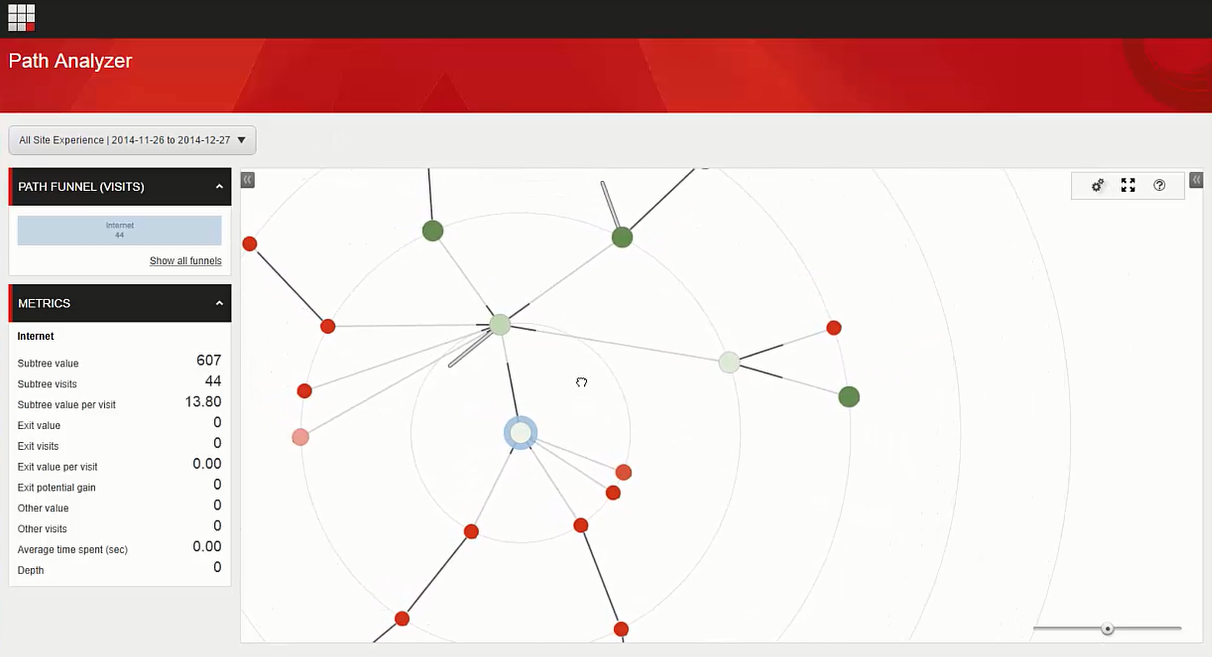 Path Analyzer
All Site Experience | 2014-11-26 to 2014-12-27
PATH FUNNEL (VISITS)
Internet
44
Show all funnels
METRICS
Internet
Subtree value 607
Subtree visits 44
Subtree value per visit 13.80
Exit value 0
Exit visits 0
Exit value per visit 0.00
Exit potential gain 0
Other value 0
Other visits 0
Average time spent (sec) 0.00
Depth 0